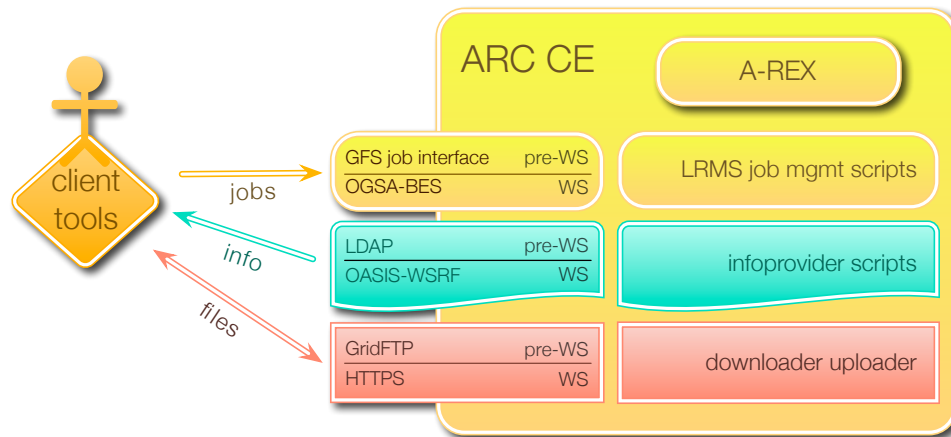 ARC CE
A-REX
client
tools
jobs
info
files
GFS job interface pre-WS
OGSA-BES WS
LRMS job mgmt scripts
LDAP pre-WS
OASIS-WSRF WS
infoprovider scripts
GridFTP pre-WS
HTTPS WS
downloader uploader